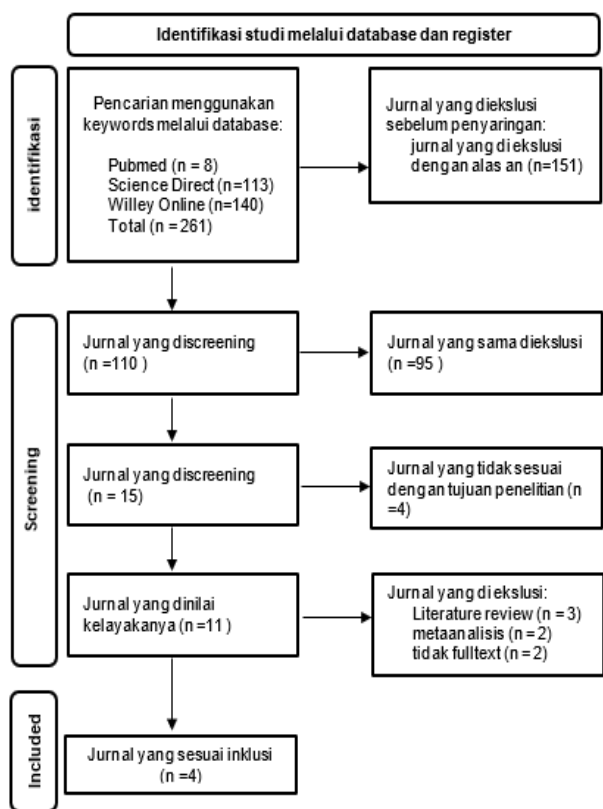 Identifikasi studi melalui database dan register
identifikasi
Pencarian menggunakan
keywords melalui database:
Pubmed (n = 8)
Science Direct (n=113)
Willey Online (n=140)
Total (n = 261)
Jurnal yang diekslusi
sebelum penyaringan:
jurnal yang di ekslusi
dengan alas an (n=151)
Screening
Jurnal yang discreening
(n =110 )
Jurnal yang sama diekslusi
(n =95 )
Jurnal yang discreening
(n = 15)
Jurnal yang tidak sesuai
dengan tujuan penelitian (n
=4)
Jurnal yang dinilai
kelayakanya (n =11 )
Jurnal yang di ekslusi:
Literature review (n = 3)
metaanalisis (n = 2)
tidak fulltext (n = 2)
Included
Jurnal yang sesuai inklusi
(n =4)